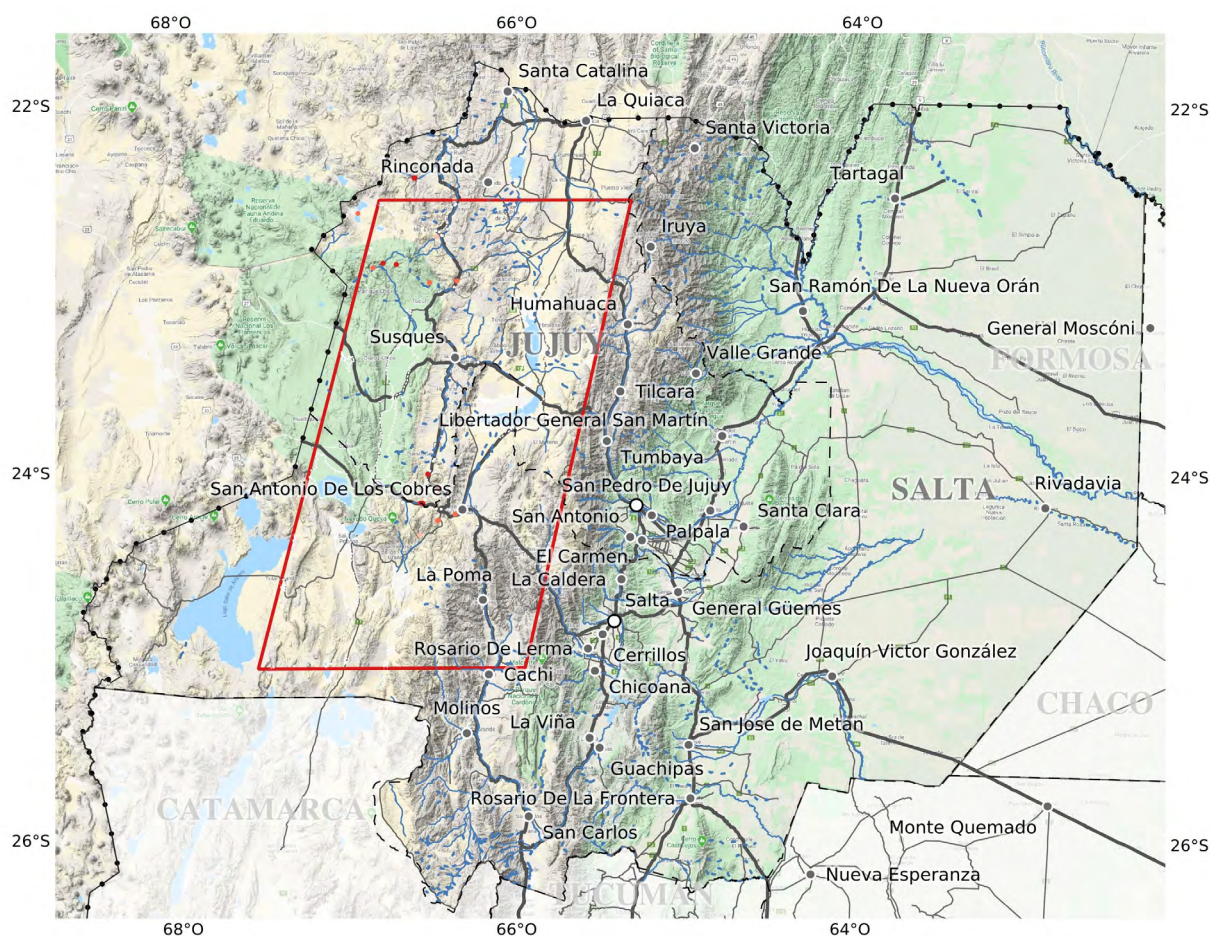 68°O 66°O 64°O
Santa Catalina
22°S La Quiaca 22°S
Santa Victoria
Rinconada Tartagal
Iruya
San Ramón De La Nueva Orán
Humahuaca
General Moscóni
Susques JUJUY Valle Grande FORMOSA
Tilcara
Libertador General San Martín
Tumbaya
24°S 24°S
San Antonio De Los Cobres San Pedro De Jujuy SALTA Rivadavia
San Antonio Santa Clara
Palpala
El Carmen
La Poma La Caldera
Salta General Güemes
Rosario De Lerma Cerrillos Joaquín Victor González
Cachi
Chicoana
Molinos CHACO
La Viña San Jose de Metan
Guachipas
Rosario De La Frontera
CATAMARCA
San Carlos Monte Quemado
26°S 26°S
Nueva Esperanza
TUCUMAN
68°O 66°O 64°O